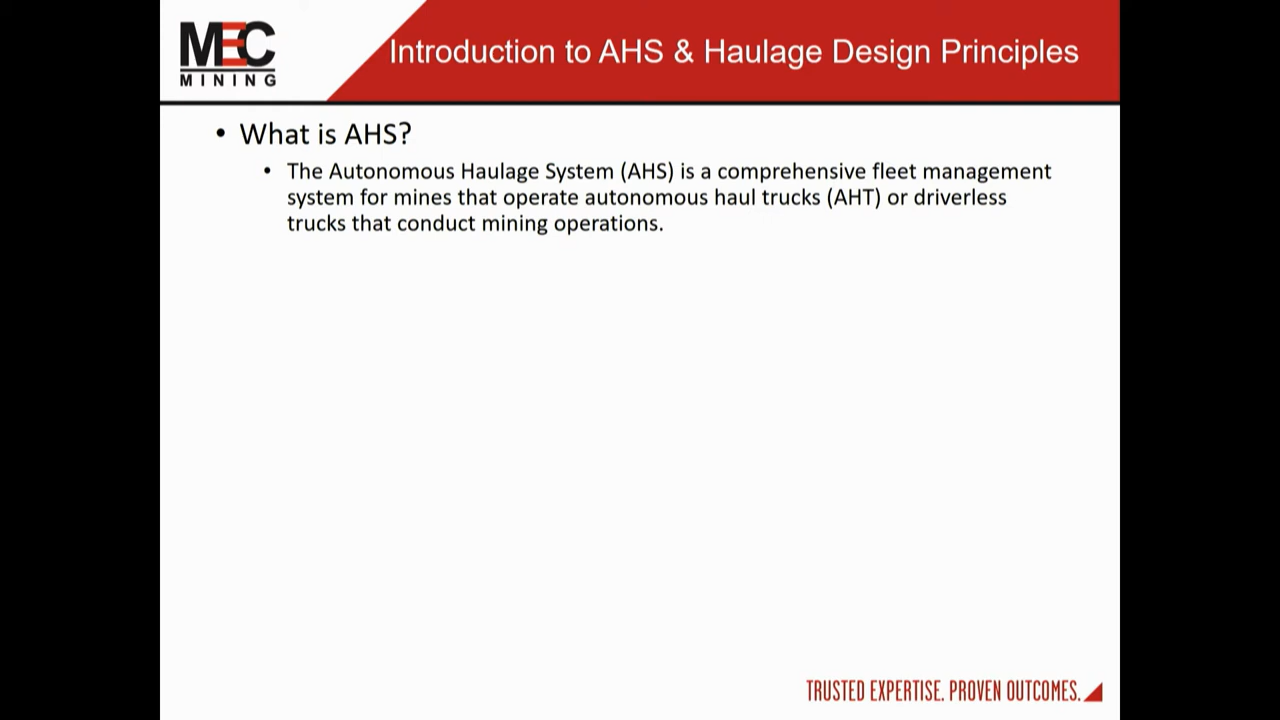 MEC
MINING
Introduction to AHS & Haulage Design Principles
• What is AHS?
• The Autonomous Haulage System (AHS) is a comprehensive fleet management
system for mines that operate autonomous haul trucks (AHT) or driverless
trucks that conduct mining operations.
TRUSTED EXPERTISE. PROVEN OUTCOMES.